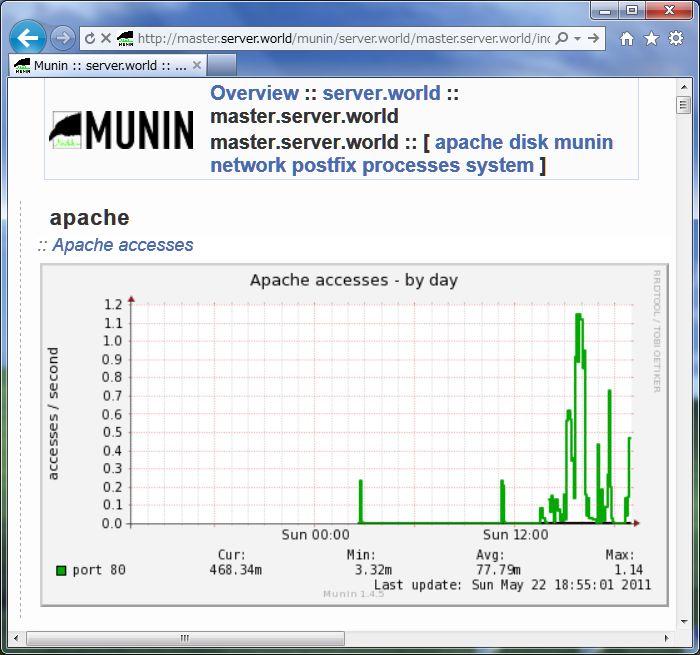 http://master.server.world/munin/server.world/master.server.world/in
Munin :: server.world :: ...
MUNIN
Overview :: server.world ::
master.server.world
master.server.world :: [ apache disk munin
network postfix processes system ]
apache
:: Apache accesses
Apache accesses - by day
RRDTOOL / TOBI OETIKER
accesses / second
1.2
1.1
1.0
0.9
0.8
0.7
0.6
0.5
0.4
0.3
0.2
0.1
0.0
Sun 00:00 Sun 12:00
Cur: Min: Avg: Max:
port 80 468.34m 3.32m 77.79m 1.14
Last update: Sun May 22 18:55:01 2011
Munin 1.4.5